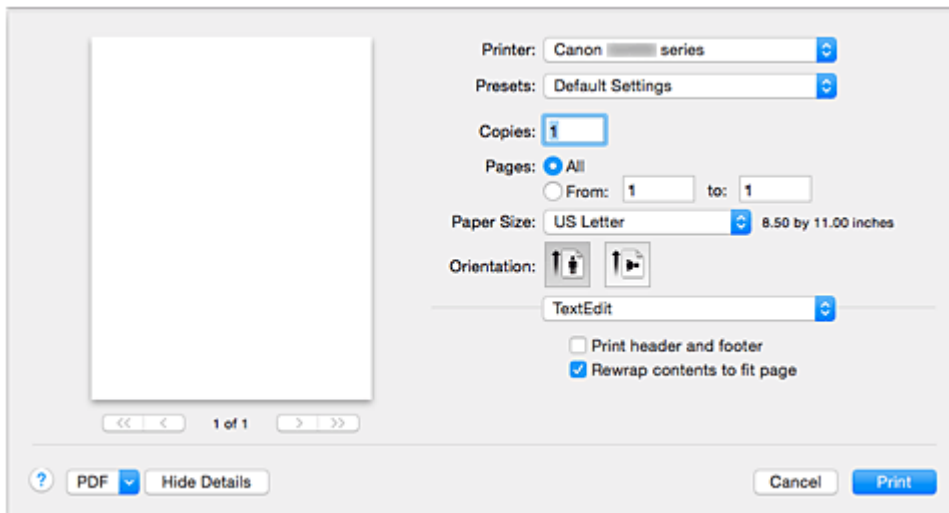 Printer: Canon series
Presets: Default Settings
Copies: 1
Pages: All
From: 1 to: 1
Paper Size: US Letter 8.50 by 11.00 inches
Orientation:
TextEdit
Print header and footer
Rewrap contents to fit page
<< < 1 of 1 > >>
? PDF Hide Details Cancel Print